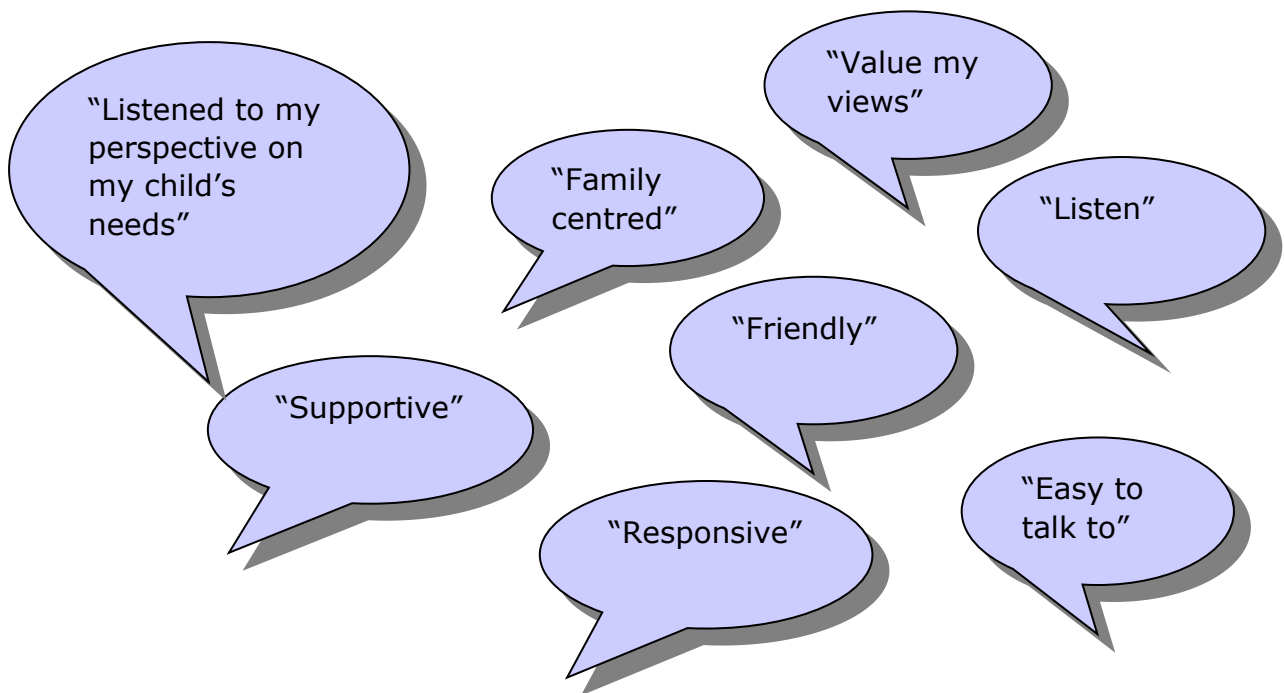 “Listened to my
perspective on
my child’s
needs”
“Family
centred”
“Value my
views”
“Listen”
“Friendly”
“Supportive”
“Responsive”
“Easy to
talk to”